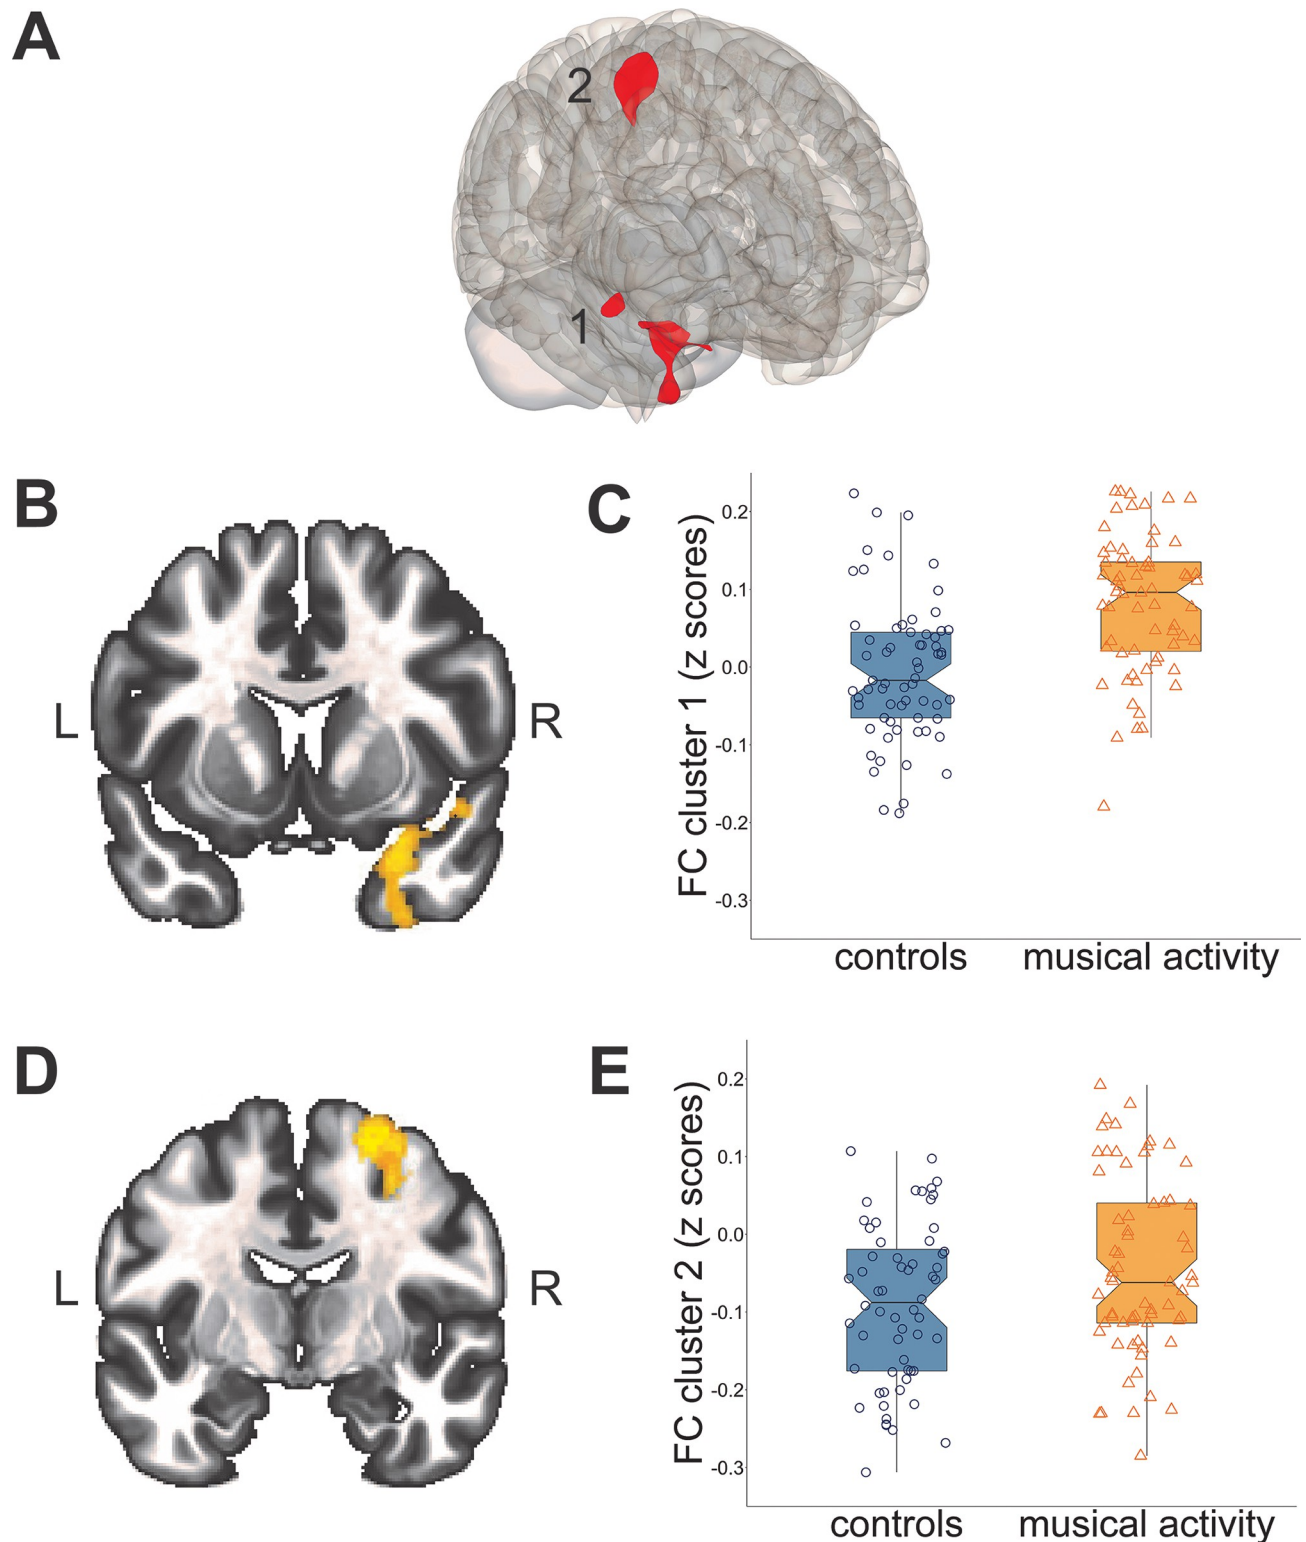 A
2
1
B
L
R
C
FC cluster 1 (z scores)
0.2
0.1
0.0
-0.1
-0.2
-0.3
controls
musical activity
D
L
R
E
FC cluster 2 (z scores)
0.2
0.1
0.0
-0.1
-0.2
-0.3
controls
musical activity